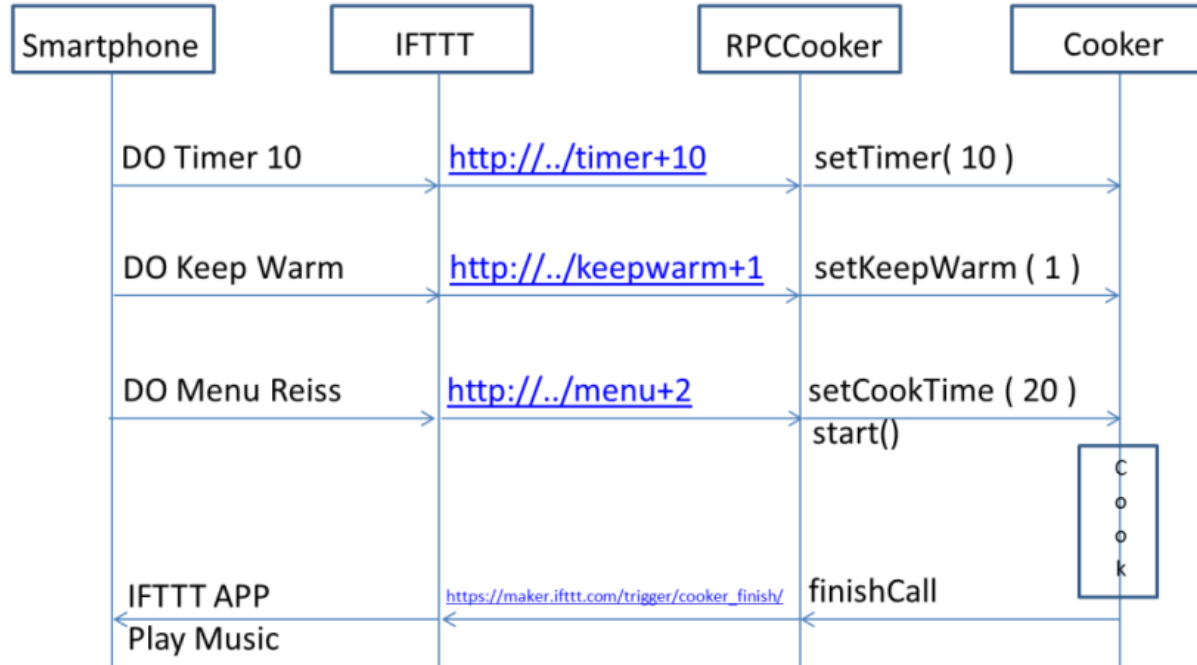 Smartphone IFTTT RPCCooker Cooker
DO Timer 10 http://../timer+10 setTimer( 10 )
DO Keep Warm http://../keepwarm+1 setKeepWarm ( 1 )
DO Menu Reiss http://../menu+2 setCookTime ( 20 )
start()
C
o
o
k
IFTTT APP https://maker.ifttt.com/trigger/cooker_finish/ finishCall
Play Music